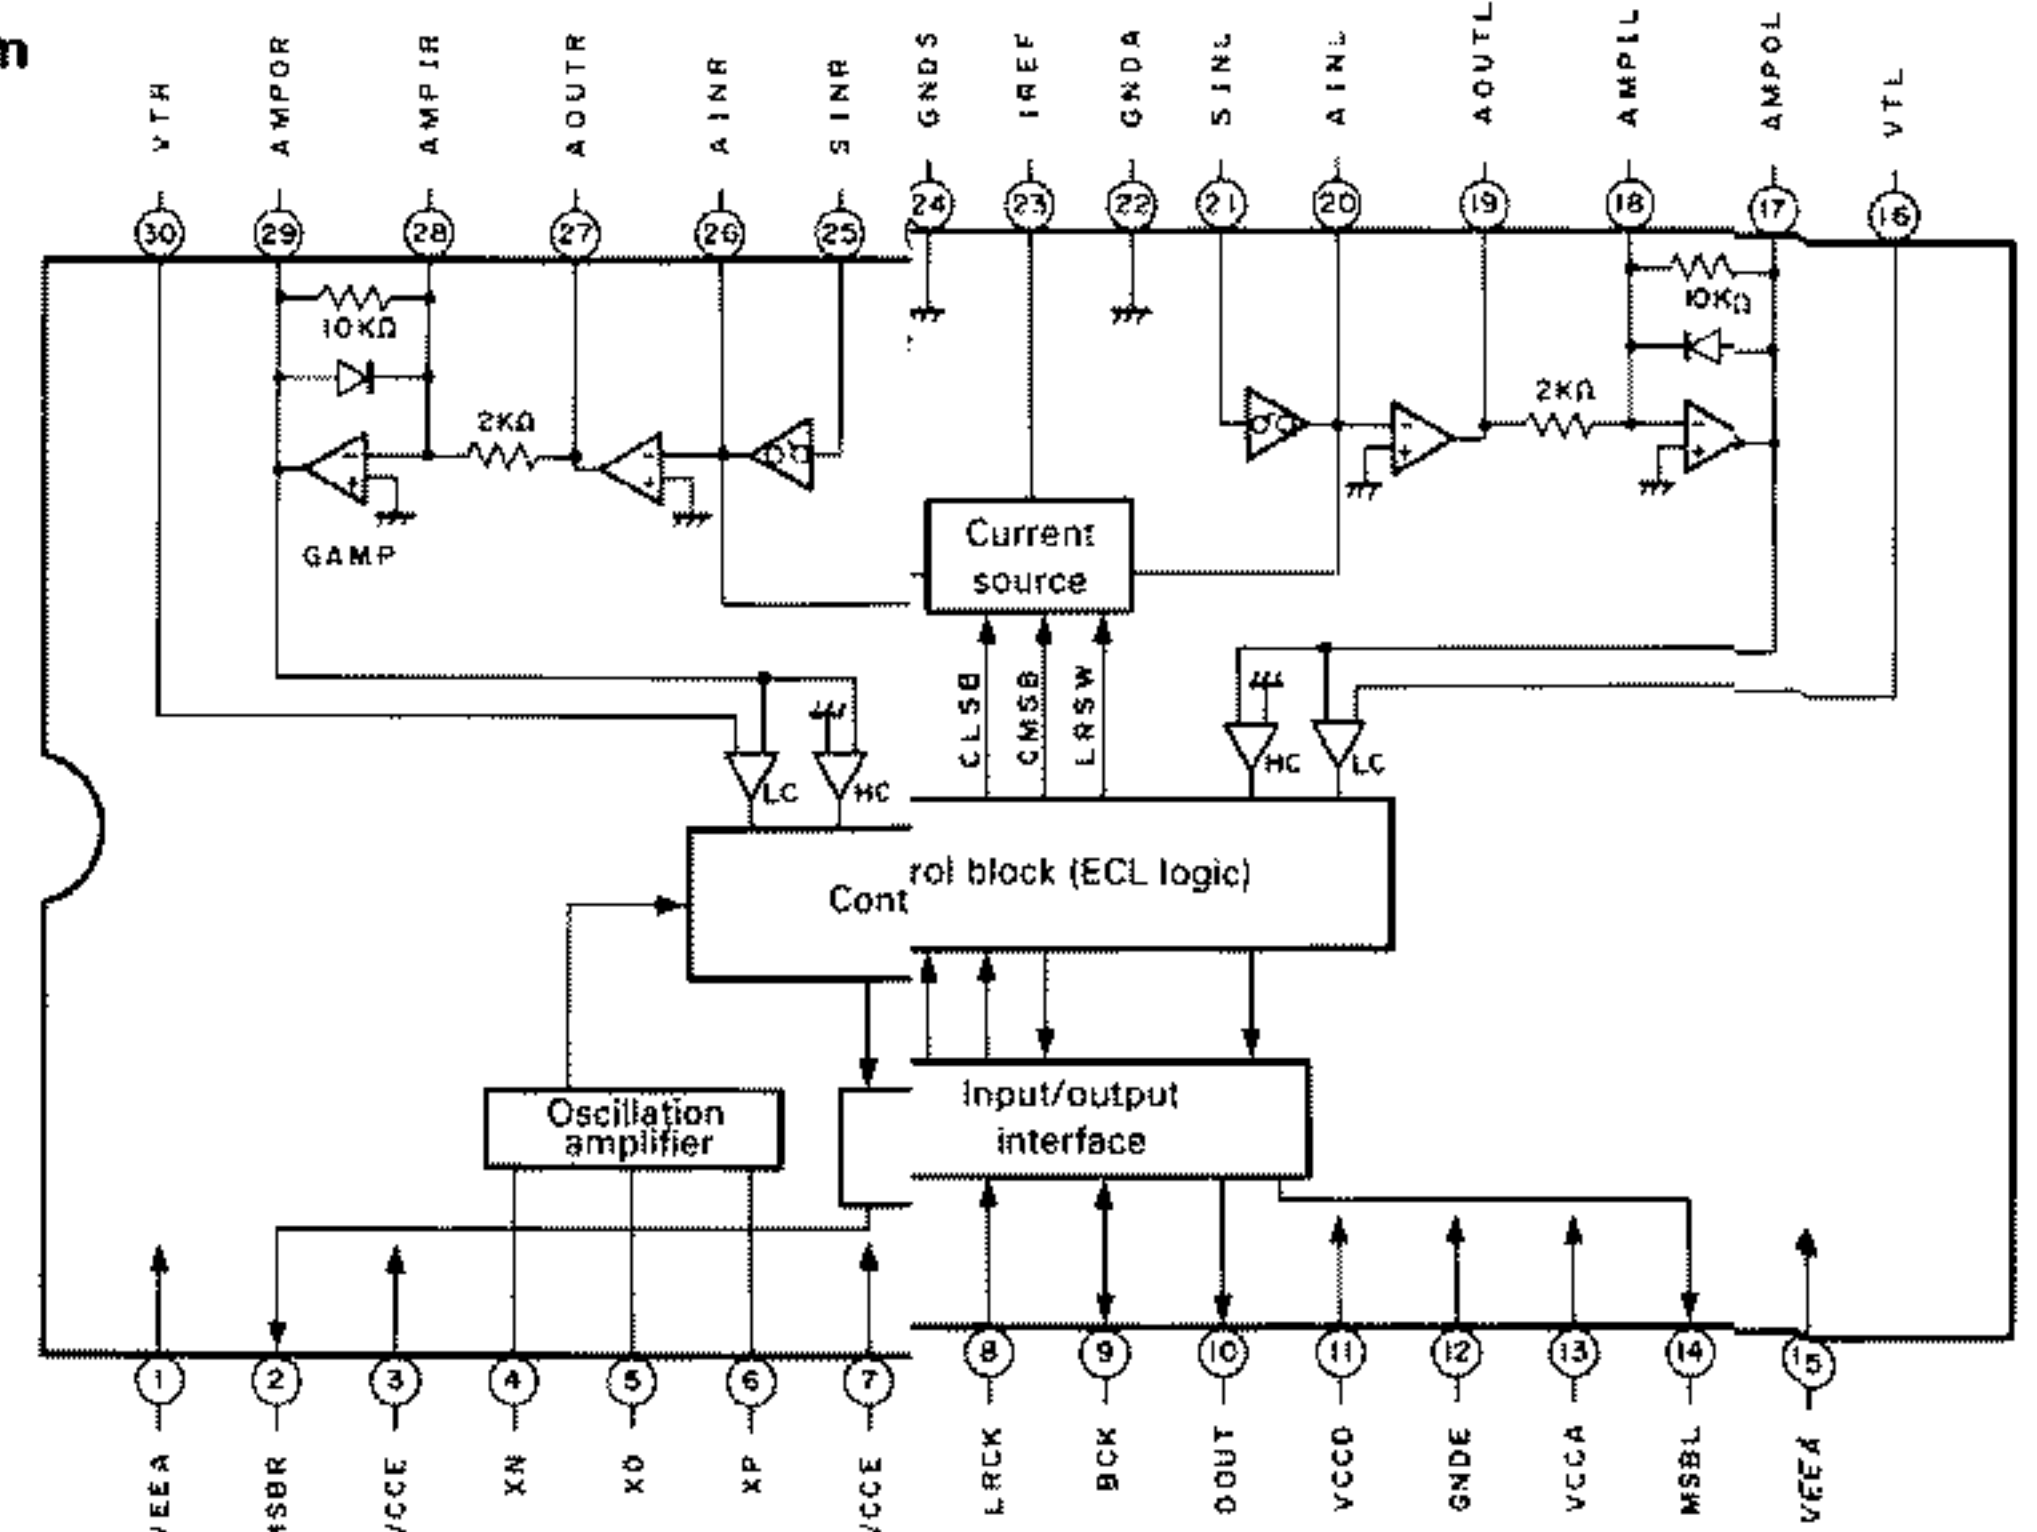 m
VTR
AMPOR
AMPIR
AOUTR
AINR
SINR
GNDS
IREF
GNDA
SINL
AINL
AOUTL
AMPIL
AMPOL
VTL
30 29 28 27 26 25 24 23 22 21 20 19 18 17 16
10KΩ
10KΩ
2KΩ
2KΩ
- + - + - + - +
GAMP
Current
source
CLSB
CMSB
LRSW
LC HC HC LC
Control block (ECL logic)
Oscillation
amplifier
Input/output
interface
1 2 3 4 5 6 7 8 9 10 11 12 13 14 15
VEEA
MSBR
VCCE
XN
XO
XP
VCCE
LRCK
BCK
DOUT
VCCD
GNDE
VCCA
MSBL
VEEA